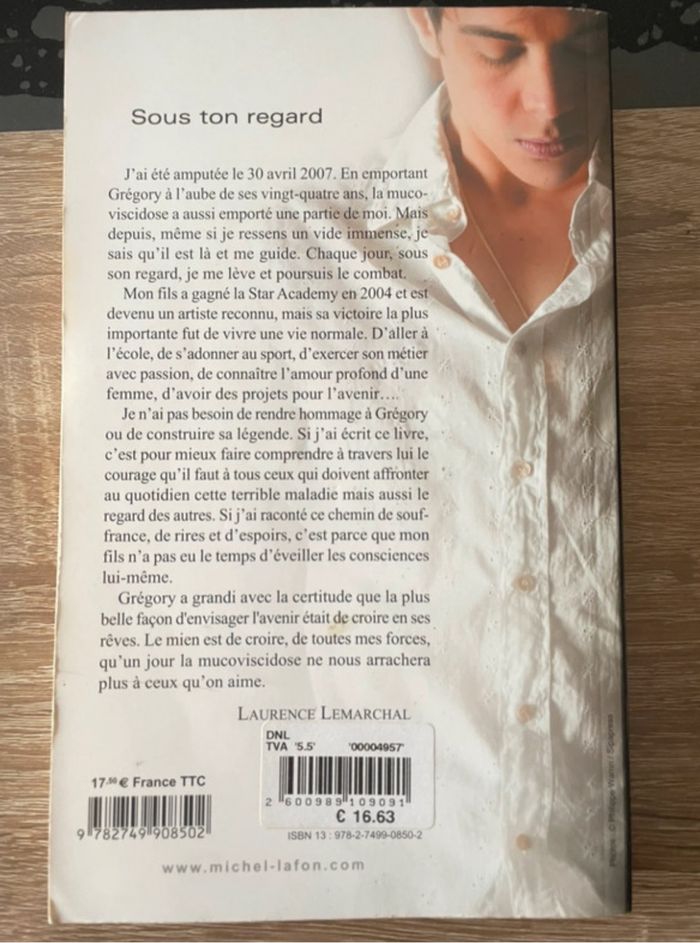 Sous ton regard
J'ai été amputée le 30 avril 2007. En emportant
Grégory à l'aube de ses vingt-quatre ans, la muco-
viscidose a aussi emporté une partie de moi. Mais
depuis, même si je ressens un vide immense, je
sais qu'il est là et me guide. Chaque jour, sous
son regard, je me lève et poursuis le combat.
Mon fils a gagné la Star Academy en 2004 et est
devenu un artiste reconnu, mais sa victoire la plus
importante fut de vivre une vie normale. D'aller à
l'école, de s'adonner au sport, d'exercer son métier
avec passion, de connaître l'amour profond d'une
femme, d'avoir des projets pour l'avenir…
Je n'ai pas besoin de rendre hommage à Grégory
ou de construire sa légende. Si j'ai écrit ce livre,
c'est pour mieux faire comprendre à travers lui le
courage qu'il faut à tous ceux qui doivent affronter
au quotidien cette terrible maladie mais aussi le
regard des autres. Si j'ai raconté ce chemin de souf-
france, de rires et d'espoirs, c'est parce que mon
fils n'a pas eu le temps d'éveiller les consciences
lui-même.
Grégory a grandi avec la certitude que la plus
belle façon d'envisager l'avenir était de croire en ses
rêves. Le mien est de croire, de toutes mes forces,
qu'un jour la mucoviscidose ne nous arrachera
plus à ceux qu'on aime.
LAURENCE LEMARCHAL
DNL
TVA '5.5' '00004957'
2 600989 109091
€ 16.63
17,50 € France TTC
9 782749 908502
ISBN 13 : 978-2-7499-0850-2
www.michel-lafon.com